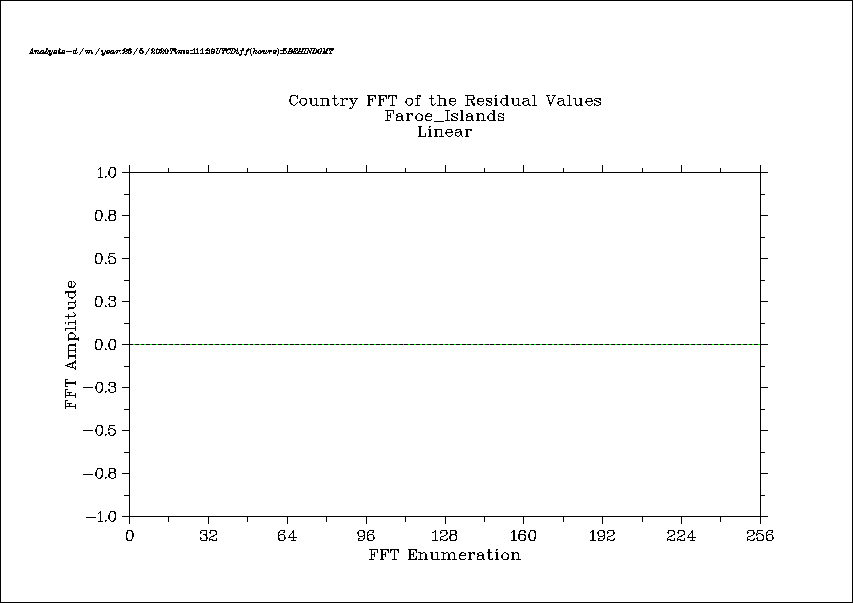 Analysis-d/m/year:
Country FFT of the Residual Values
Faroe_Islands
Linear
1.0
0.8
0.5
0.3
0.0
-0.3
-0.5
-0.8
-1.0
FFT Amplitude
0 32 64 96 128 160 192 224 256
FFT Enumeration